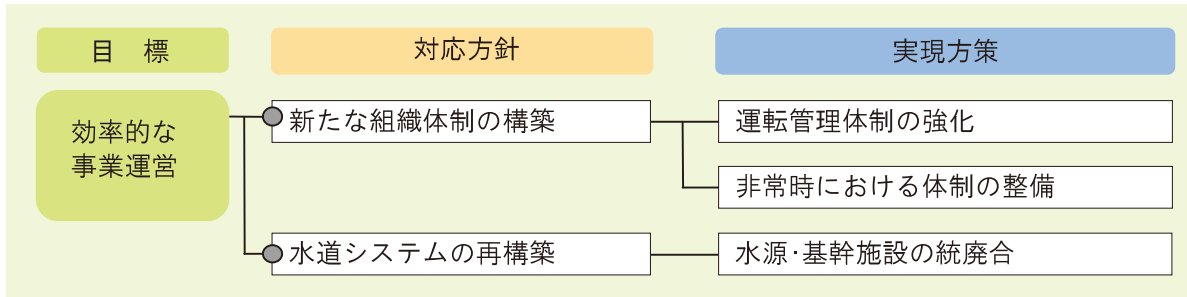 目　標
対応方針
実現方策
効率的な
事業運営
新たな組織体制の構築
運転管理体制の強化
非常時における体制の整備
水道システムの再構築
水源・基幹施設の統廃合